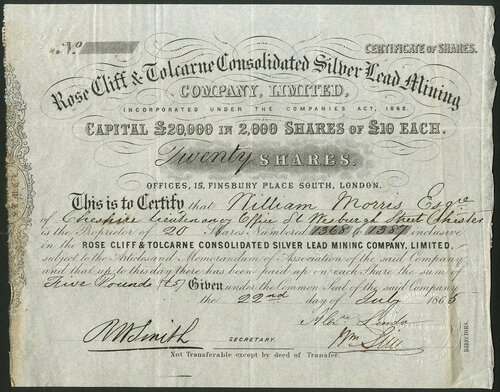 No.
CERTIFICATE OF SHARES.
Rose Cliff & Tolcarne Consolidated Silver Lead Mining
COMPANY, LIMITED,
INCORPORATED UNDER THE COMPANIES ACT, 1862.
CAPITAL £20,000 IN 2,000 SHARES OF £10 EACH.
Twenty SHARES.
OFFICES, 15, FINSBURY PLACE SOUTH, LONDON.
This is to Certify that William Morris Esqre
of Cheshire Lieutenancy Office St Werburgh Street Chester
is the Proprietor of 20 Shares Numbered 1368 to 1387 inclusive
in the ROSE CLIFF & TOLCARNE CONSOLIDATED SILVER LEAD MINING COMPANY, LIMITED,
subject to the Articles and Memorandum of Association of the said Company
and that up to this day there has been paid up on each Share the sum of
Five Pounds (£5) Given under the Common Seal of the said Company
the 22nd day of July 1865
RW Smith
SECRETARY.
Wm
DIRECTORS.
Not Transferable except by deed of Transfer.